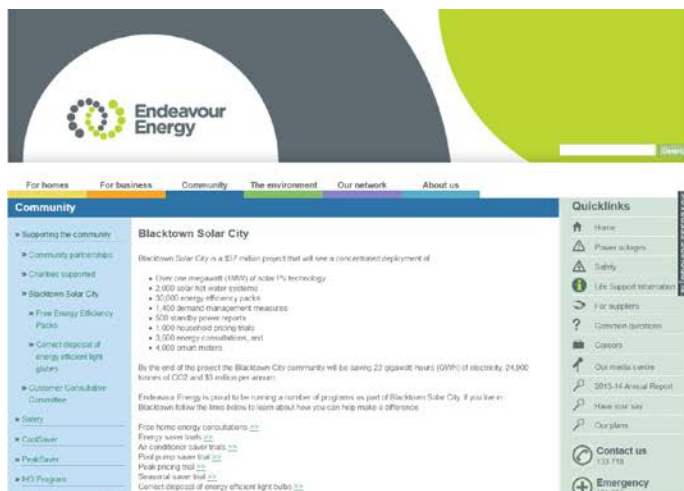 Endeavour
Energy
Search
For homes
For business
Community
The environment
Our network
About us
Community
» Supporting the community
» Community partnerships
» Charities supported
» Blacktown Solar City
» Free Energy Efficiency
Packs
» Correct disposal of
energy efficient light
globes
» Customer Consultative
Committee
» Safety
» CoolSaver
» PeakSaver
» IHD Program
Blacktown Solar City
Blacktown Solar City is a $37 million project that will see a concentrated deployment of
• Over one megawatt (1MW) of solar PV technology
• 2,000 solar hot water systems
• 30,000 energy efficiency packs
• 1,400 demand management measures
• 500 standby power reports
• 1,000 household pricing trials
• 3,500 energy consultations, and
• 4,000 smart meters
By the end of the project the Blacktown City community will be saving 22 gigawatt hours (GWH) of electricity, 24,900
tonnes of CO2 and $3 million per annum.
Endeavour Energy is proud to be running a number of programs as part of Blacktown Solar City. If you live in
Blacktown follow the links below to learn about how you can help make a difference.
Free home energy consultations >>
Energy saver trials >>
Air conditioner saver trials >>
Pool pump saver trial >>
Peak pricing trial >>
Seasonal saver trial >>
Correct disposal of energy efficient light bulbs >>
Quicklinks
Home
Power outages
Safety
Life Support Information
For suppliers
Common questions
Careers
Our media centre
2013-14 Annual Report
Have your say
Our plans
Contact us
133 718
Emergency
PROVIDE FEEDBACK